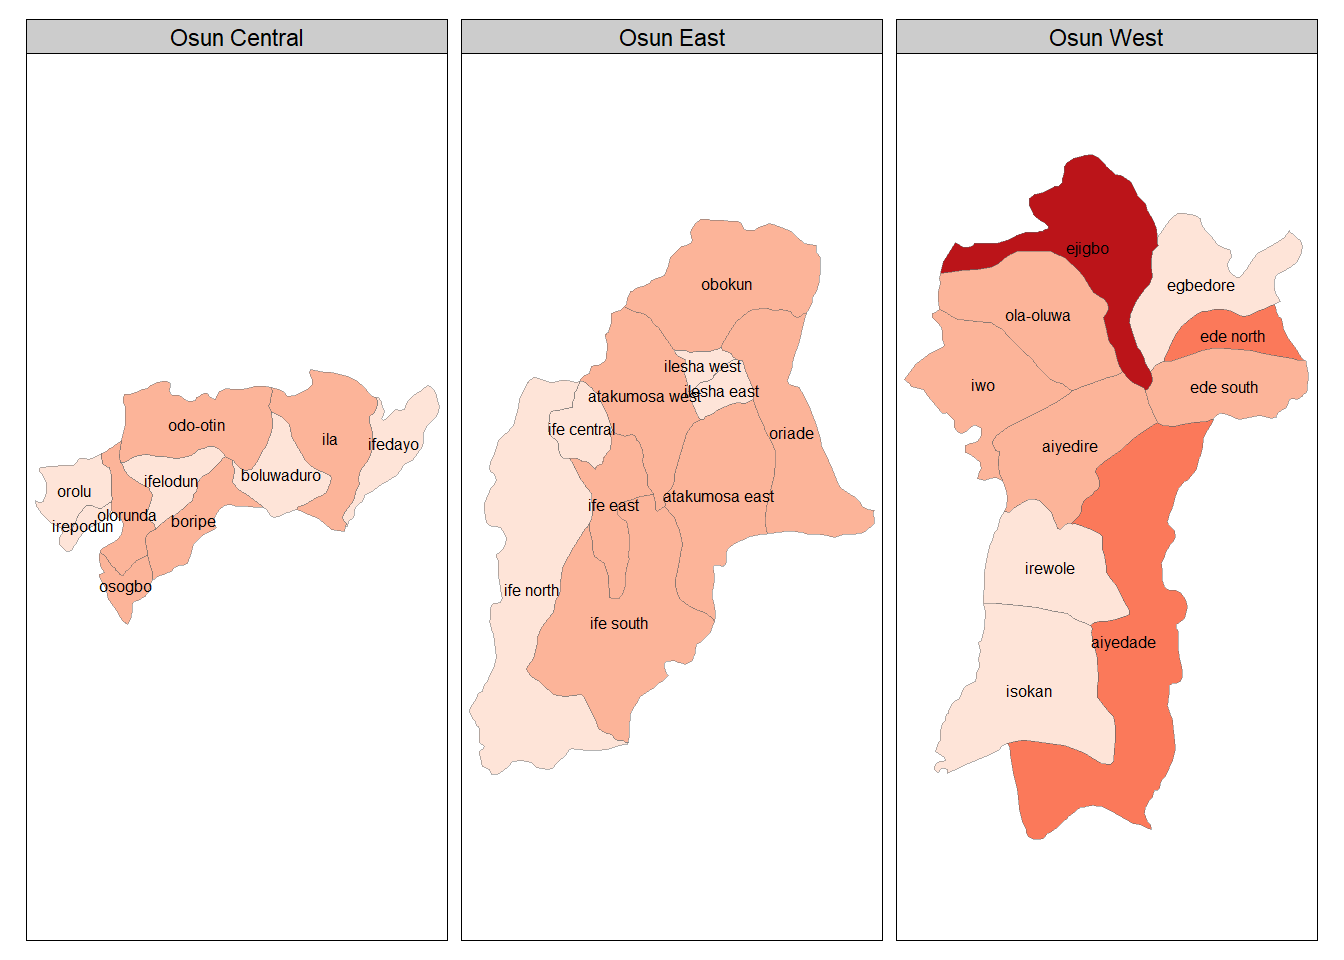 Osun Central
odo-otin
ila
ifedayo
ifelodun
boluwaduro
orolu
olorunda
boripe
irepodun
osogbo
Osun East
obokun
ilesha west
ilesha east
atakumosa west
ife central
oriade
atakumosa east
ife east
ife north
ife south
Osun West
ejigbo
egbedore
ola-oluwa
ede north
iwo
ede south
aiyedire
irewole
aiyedade
isokan